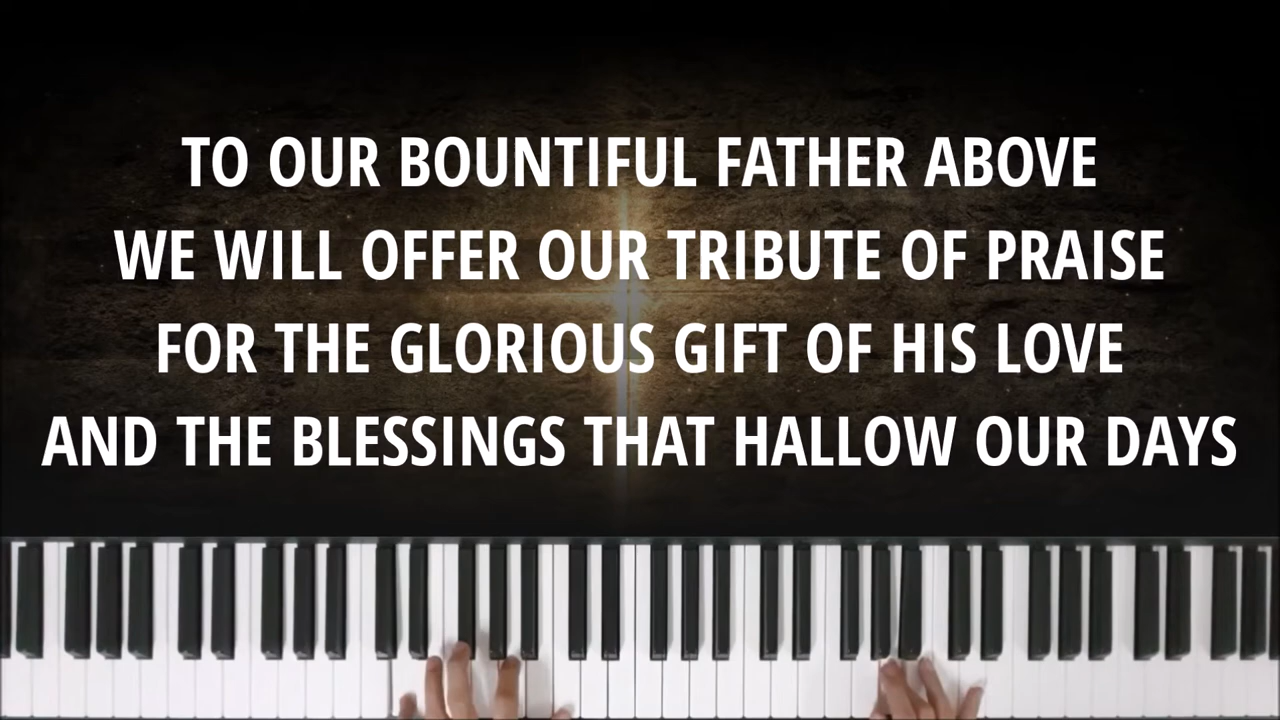 TO OUR BOUNTIFUL FATHER ABOVE
WE WILL OFFER OUR TRIBUTE OF PRAISE
FOR THE GLORIOUS GIFT OF HIS LOVE
AND THE BLESSINGS THAT HALLOW OUR DAYS